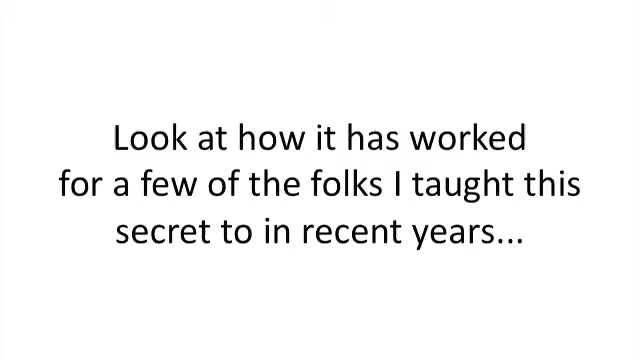 Look at how it has worked
for a few of the folks I taught this
secret to in recent years...